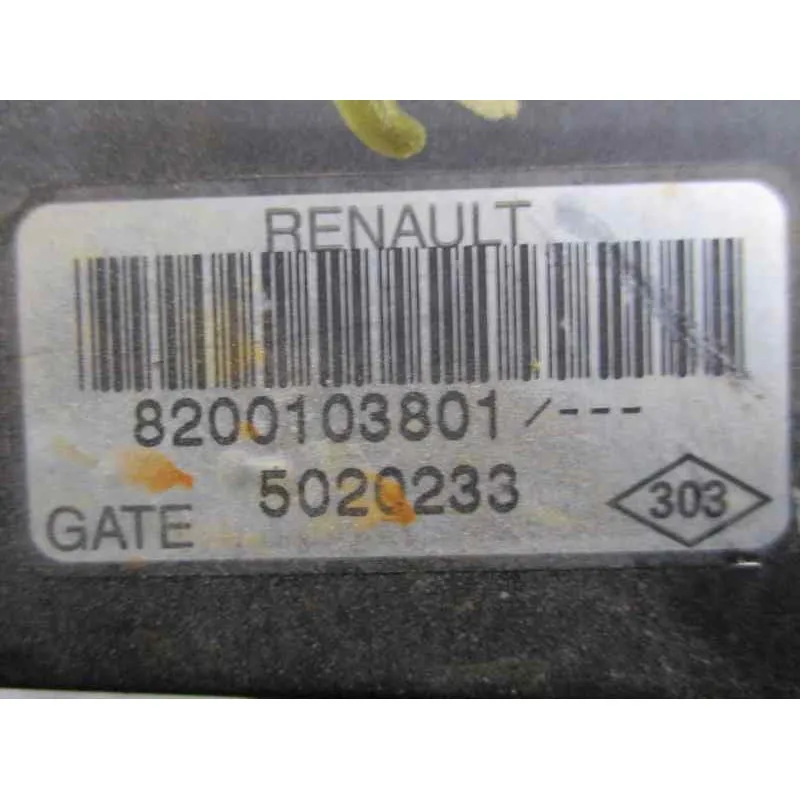 RENAULT
8200103801/---
5020233
GATE
303